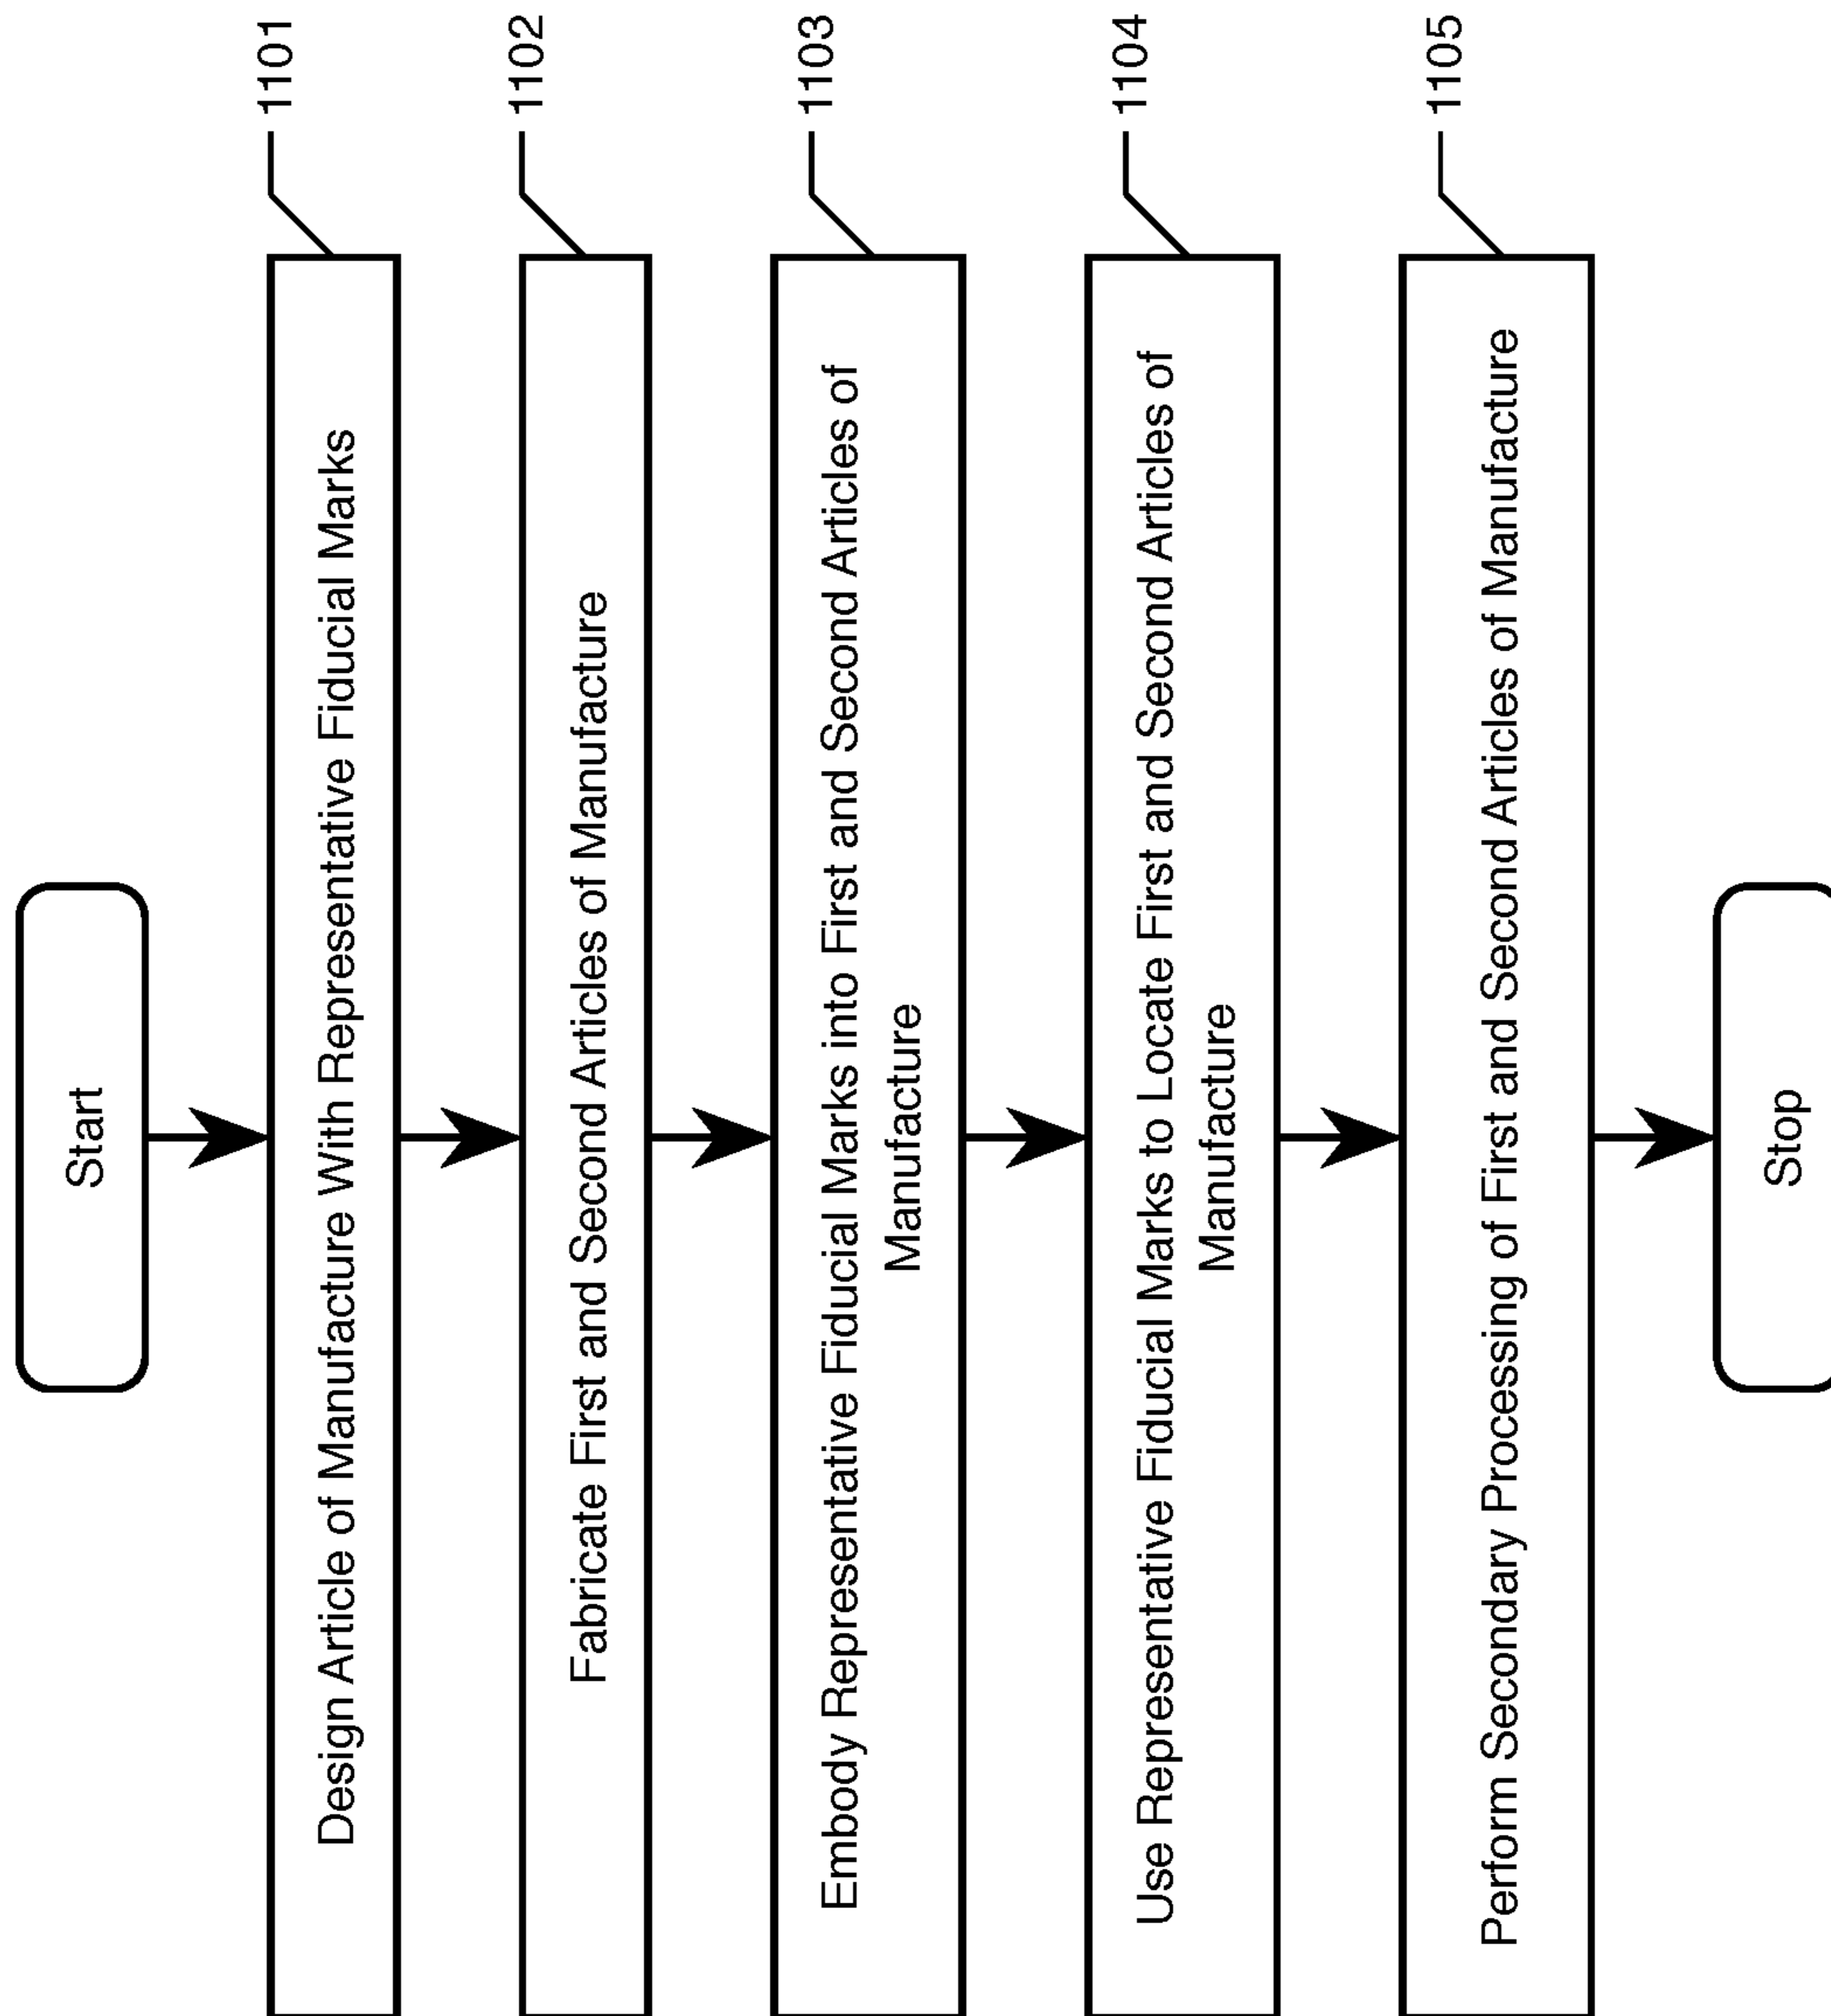 Start
1101
Design Article of Manufacture With Representative Fiducial Marks
1102
Fabricate First and Second Articles of Manufacture
1103
Embody Representative Fiducial Marks into First and Second Articles of
Manufacture
1104
Use Representative Fiducial Marks to Locate First and Second Articles of
Manufacture
1105
Perform Secondary Processing of First and Second Articles of Manufacture
Stop